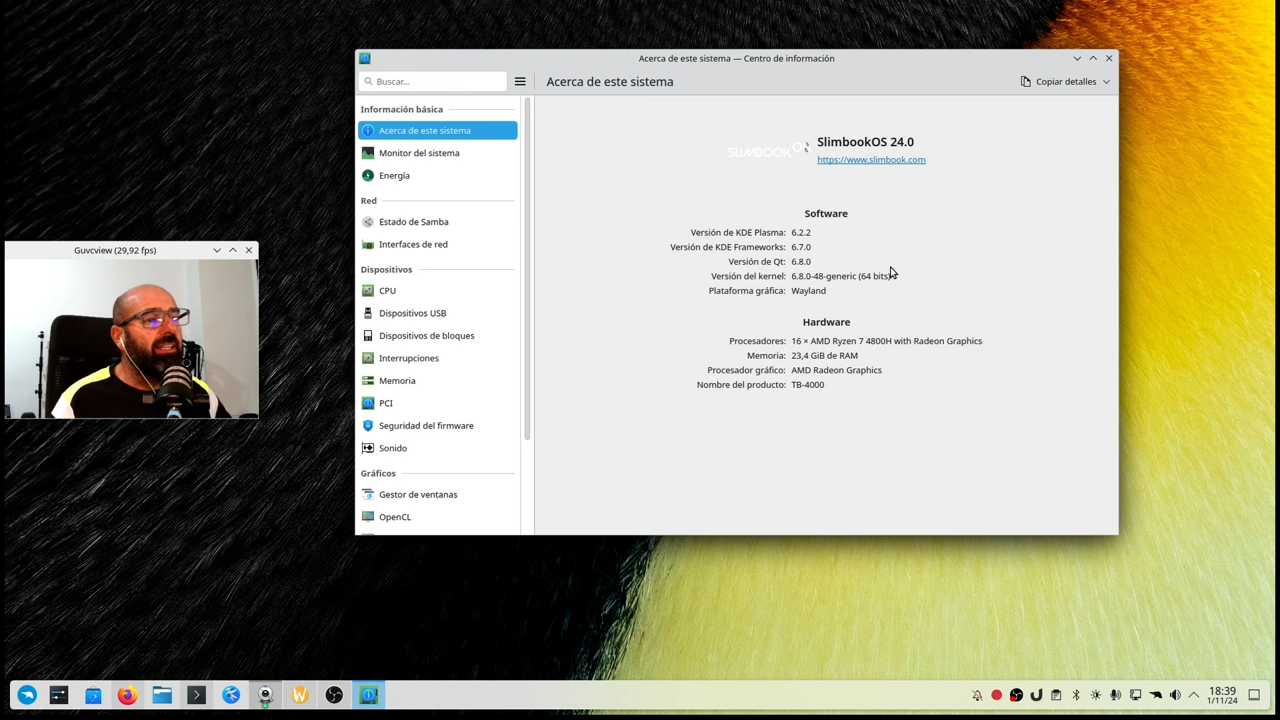 Acerca de este sistema — Centro de información
Buscar...
Acerca de este sistema
Copiar detalles
Información básica
Acerca de este sistema
Monitor del sistema
Energía
Red
Estado de Samba
Interfaces de red
Dispositivos
CPU
Dispositivos USB
Dispositivos de bloques
Interrupciones
Memoria
PCI
Seguridad del firmware
Sonido
Gráficos
Gestor de ventanas
OpenCL
SLIMBOOK OS
SlimbookOS 24.0
https://www.slimbook.com
Software
Versión de KDE Plasma: 6.2.2
Versión de KDE Frameworks: 6.7.0
Versión de Qt: 6.8.0
Versión del kernel: 6.8.0-48-generic (64 bits)
Plataforma gráfica: Wayland
Hardware
Procesadores: 16 × AMD Ryzen 7 4800H with Radeon Graphics
Memoria: 23,4 GiB de RAM
Procesador gráfico: AMD Radeon Graphics
Nombre del producto: TB-4000
Guvcview (29,92 fps)
18:39
1/11/24